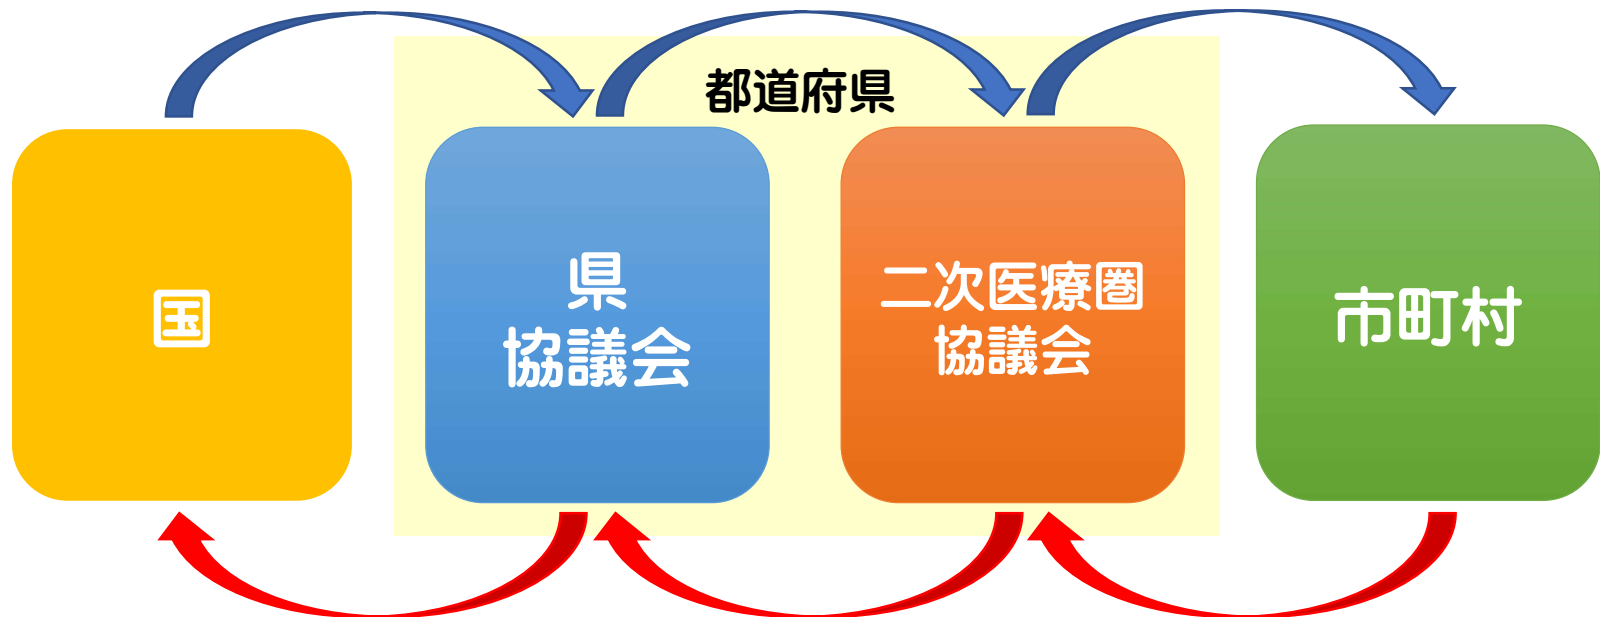 都道府県
国
県
協議会
二次医療圏
協議会
市町村